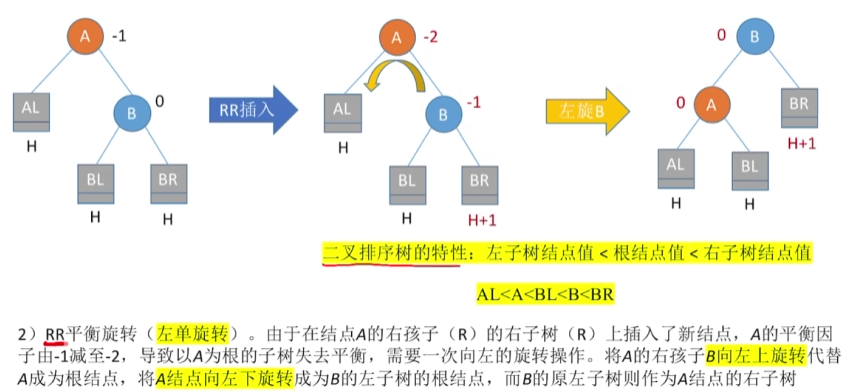 A -1
AL
H
B 0
BL
H
BR
H
RR插入
A -2
AL
H
B -1
BL
H
BR
H+1
左旋B
0 B
0 A
BR
H+1
AL
H
BL
H
二叉排序树的特性：左子树结点值 < 根结点值 < 右子树结点值
AL<A<BL<B<BR
2）RR平衡旋转（左单旋转）。由于在结点A的右孩子（R）的右子树（R）上插入了新结点，A的平衡因
子由-1减至-2，导致以A为根的子树失去平衡，需要一次向左的旋转操作。将A的右孩子B向左上旋转代替
A成为根结点，将A结点向左下旋转成为B的左子树的根结点，而B的原左子树则作为A结点的右子树